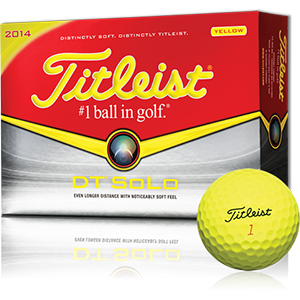 2014
DISTINCTLY SOFT. DISTINCTLY TITLEIST.
YELLOW
Titleist
#1 ball in golf.®
DT SOLO
EVEN LONGER DISTANCE WITH NOTICEABLY SOFT FEEL
Titleist
1